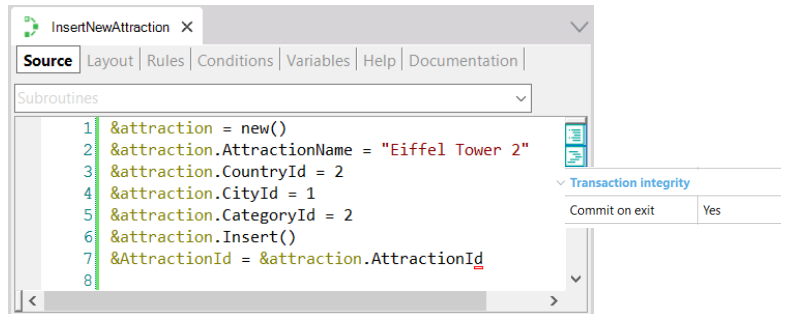 InsertNewAttraction
Source Layout Rules Conditions Variables Help Documentation
Subroutines
1 &attraction = new()
2 &attraction.AttractionName = "Eiffel Tower 2"
3 &attraction.CountryId = 2
4 &attraction.CityId = 1
5 &attraction.CategoryId = 2
6 &attraction.Insert()
7 &AttractionId = &attraction.AttractionId
8
Transaction integrity
Commit on exit Yes